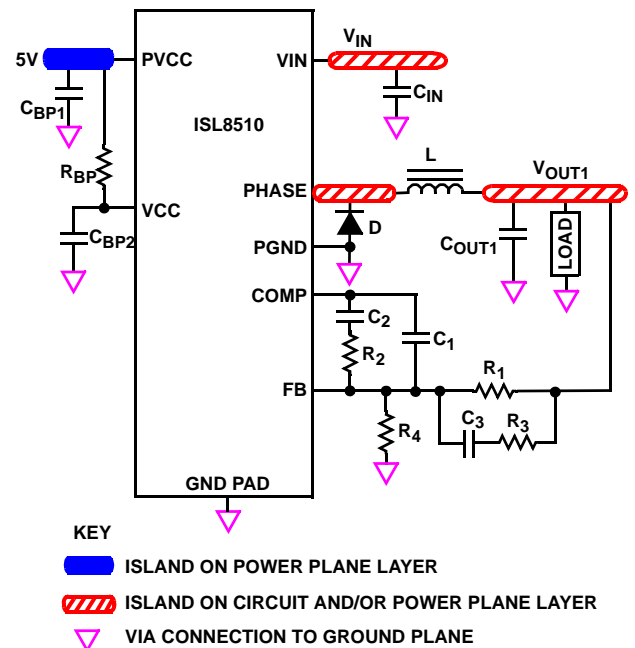 VIN
5V
PVCC
VIN
CBP1
CIN
ISL8510
RBP
L
VOUT1
PHASE
VCC
D
COUT1
LOAD
CBP2
PGND
COMP
C2
C1
R2
R1
FB
C3
R3
R4
GND PAD
KEY
ISLAND ON POWER PLANE LAYER
ISLAND ON CIRCUIT AND/OR POWER PLANE LAYER
VIA CONNECTION TO GROUND PLANE